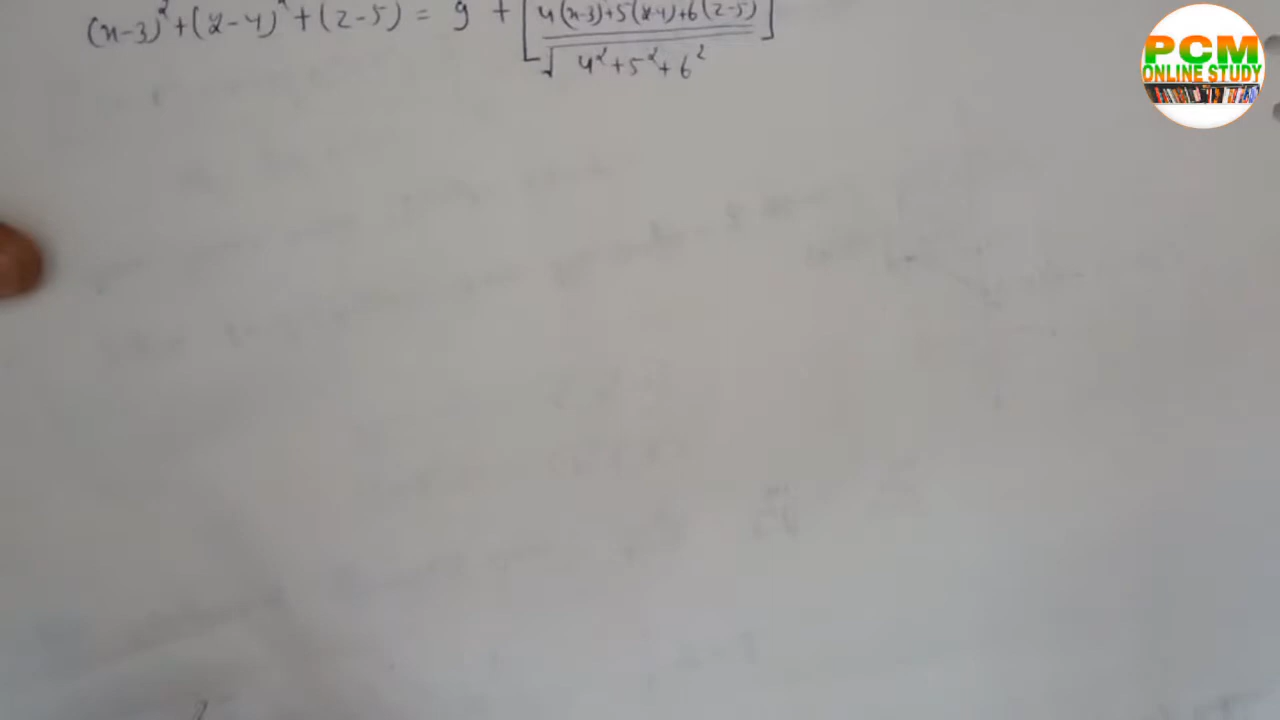 (x-3)²+(y-4)²+(z-5) = 9 + [4(x-3)+5(y-4)+6(z-5)]
√4²+5²+6²
PCM
ONLINE STUDY